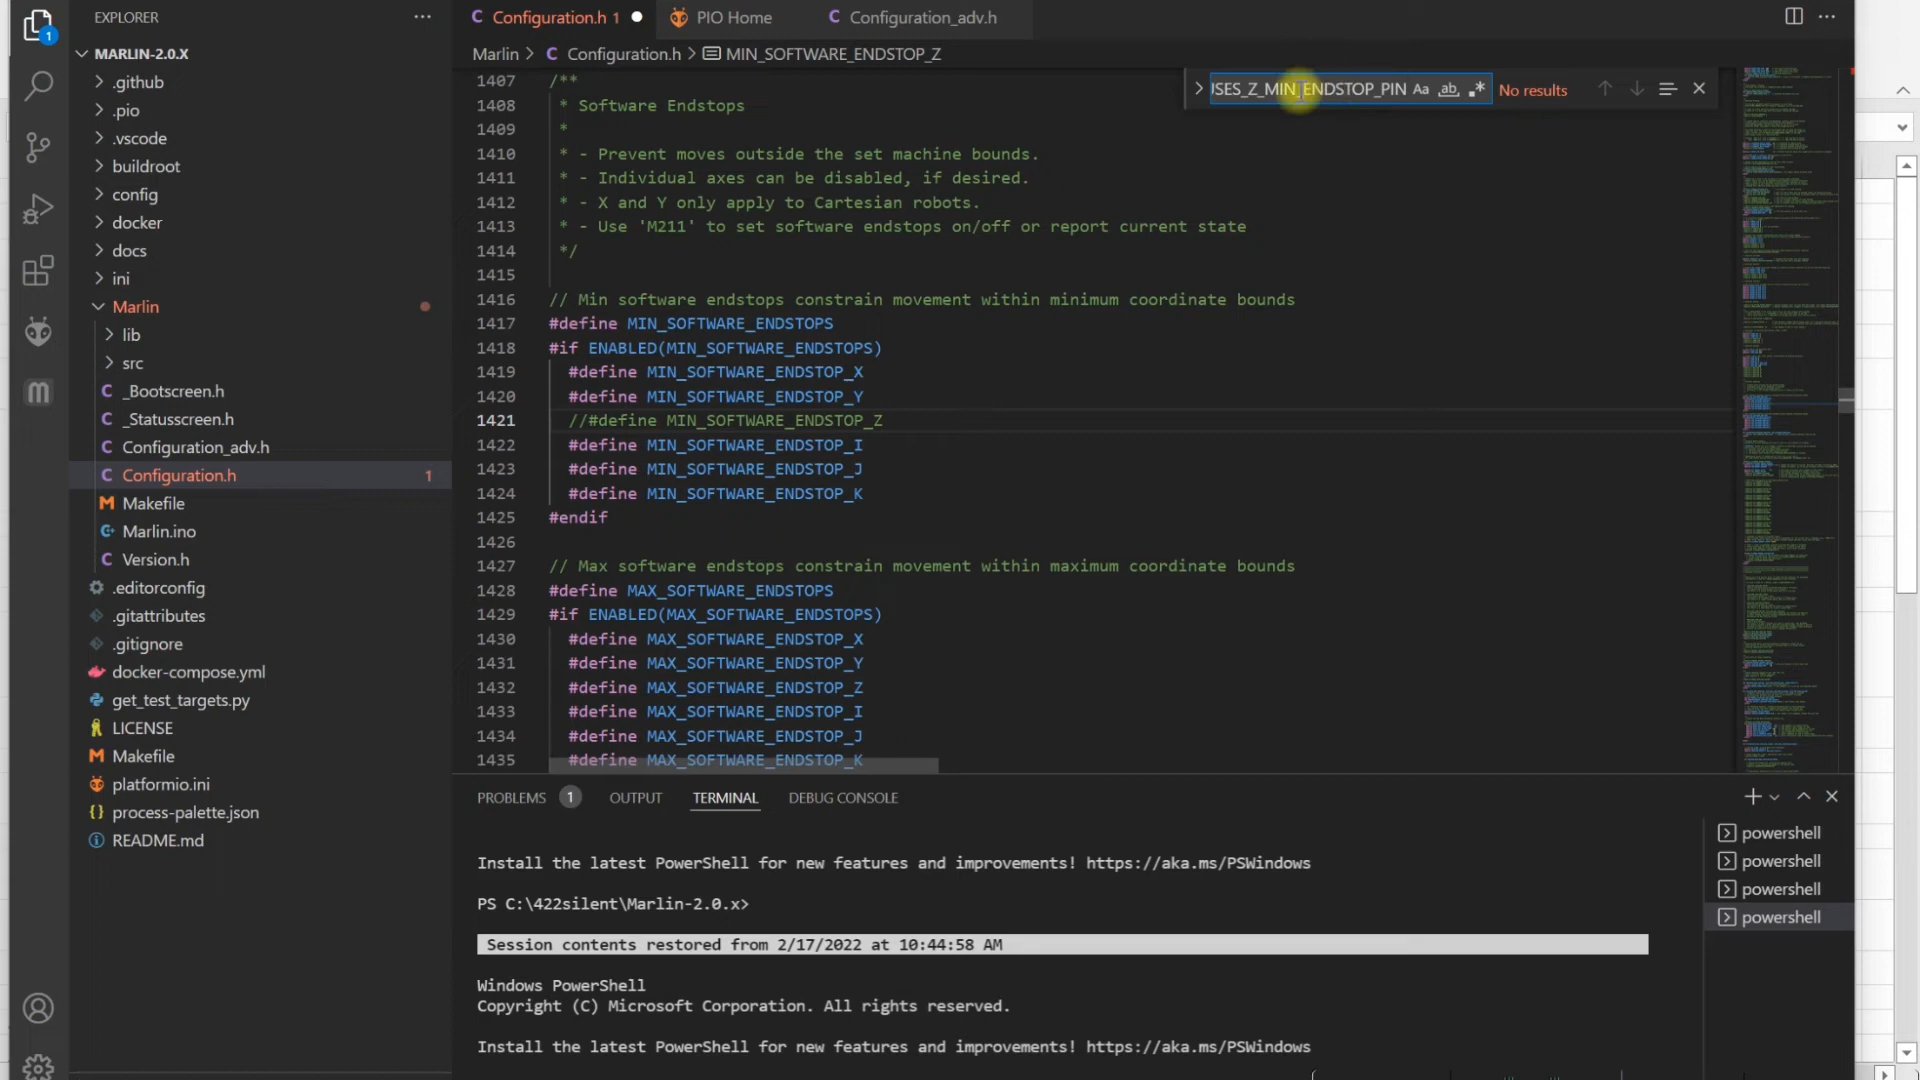 EXPLORER
MARLIN-2.0.X
.github
.pio
.vscode
buildroot
config
docker
docs
ini
Marlin
lib
src
_Bootscreen.h
_Statusscreen.h
Configuration_adv.h
Configuration.h 1
Makefile
Marlin.ino
Version.h
.editorconfig
.gitattributes
.gitignore
docker-compose.yml
get_test_targets.py
LICENSE
Makefile
platformio.ini
process-palette.json
README.md
1
Configuration.h 1
PIO Home
Configuration_adv.h
Marlin > Configuration.h > MIN_SOFTWARE_ENDSTOP_Z
USES_Z_MIN_ENDSTOP_PIN Aa ab .* No results
1407 /**
1408 * Software Endstops
1409 *
1410 * - Prevent moves outside the set machine bounds.
1411 * - Individual axes can be disabled, if desired.
1412 * - X and Y only apply to Cartesian robots.
1413 * - Use 'M211' to set software endstops on/off or report current state
1414 */
1415
1416 // Min software endstops constrain movement within minimum coordinate bounds
1417 #define MIN_SOFTWARE_ENDSTOPS
1418 #if ENABLED(MIN_SOFTWARE_ENDSTOPS)
1419 #define MIN_SOFTWARE_ENDSTOP_X
1420 #define MIN_SOFTWARE_ENDSTOP_Y
1421 //#define MIN_SOFTWARE_ENDSTOP_Z
1422 #define MIN_SOFTWARE_ENDSTOP_I
1423 #define MIN_SOFTWARE_ENDSTOP_J
1424 #define MIN_SOFTWARE_ENDSTOP_K
1425 #endif
1426
1427 // Max software endstops constrain movement within maximum coordinate bounds
1428 #define MAX_SOFTWARE_ENDSTOPS
1429 #if ENABLED(MAX_SOFTWARE_ENDSTOPS)
1430 #define MAX_SOFTWARE_ENDSTOP_X
1431 #define MAX_SOFTWARE_ENDSTOP_Y
1432 #define MAX_SOFTWARE_ENDSTOP_Z
1433 #define MAX_SOFTWARE_ENDSTOP_I
1434 #define MAX_SOFTWARE_ENDSTOP_J
1435 #define MAX_SOFTWARE_ENDSTOP_K
PROBLEMS 1 OUTPUT TERMINAL DEBUG CONSOLE
Install the latest PowerShell for new features and improvements! https://aka.ms/PSWindows
PS C:\422silent\Marlin-2.0.x>
Session contents restored from 2/17/2022 at 10:44:58 AM
Windows PowerShell
Copyright (C) Microsoft Corporation. All rights reserved.
Install the latest PowerShell for new features and improvements! https://aka.ms/PSWindows
powershell
powershell
powershell
powershell